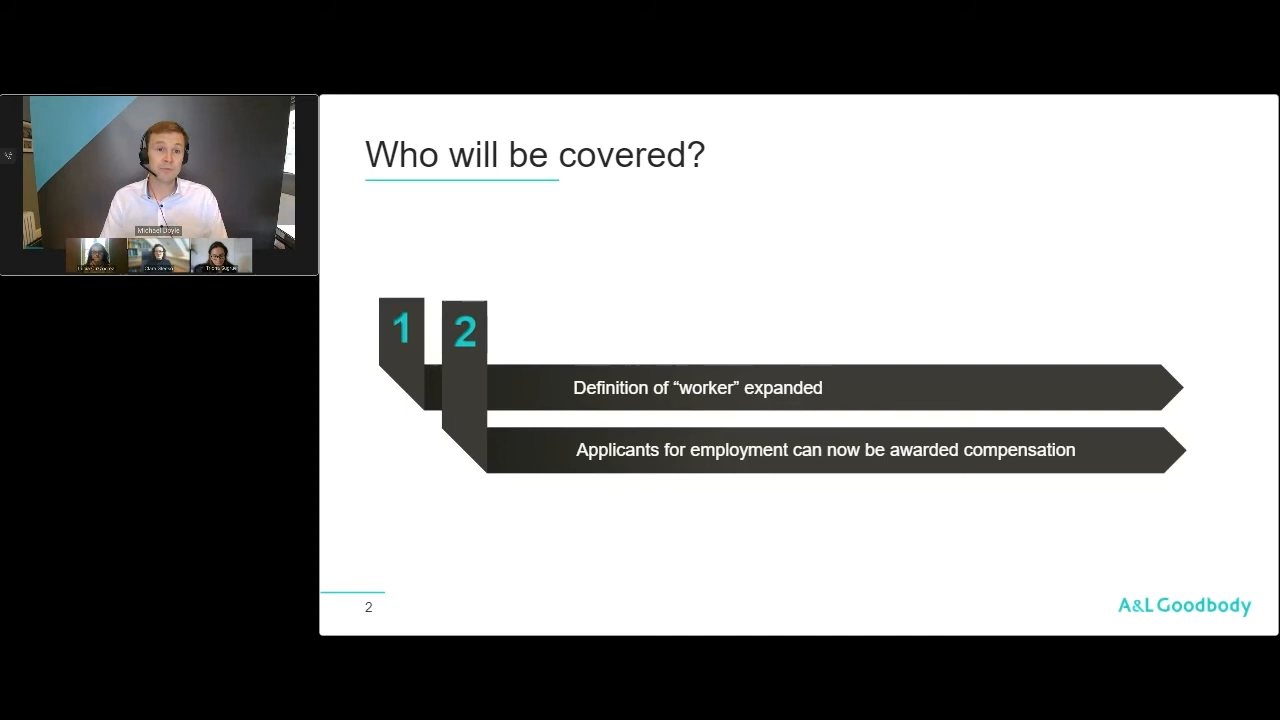 Who will be covered?
Michael Doyle
1
2
Definition of “worker” expanded
Applicants for employment can now be awarded compensation
2
A&L Goodbody